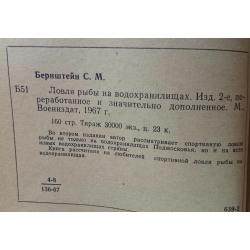 Бернштейн С. М.
Б51
Ловля рыбы на водохранилищах. Изд. 2-е, пе-
реработанное и значительно дополненное. М.,
Воениздат, 1967 г.
160 стр. Тираж 30000 экз., ц. 23 к.
Во втором издании автор рассматривает спортивную ловлю
рыбы не только на водохранилищах Подмосковья, но и на всех
новых водохранилищах страны.
Книга рассчитана на любителей спортивной ловли рыбы на
водохранилищах.
4-8
136-67
639-2